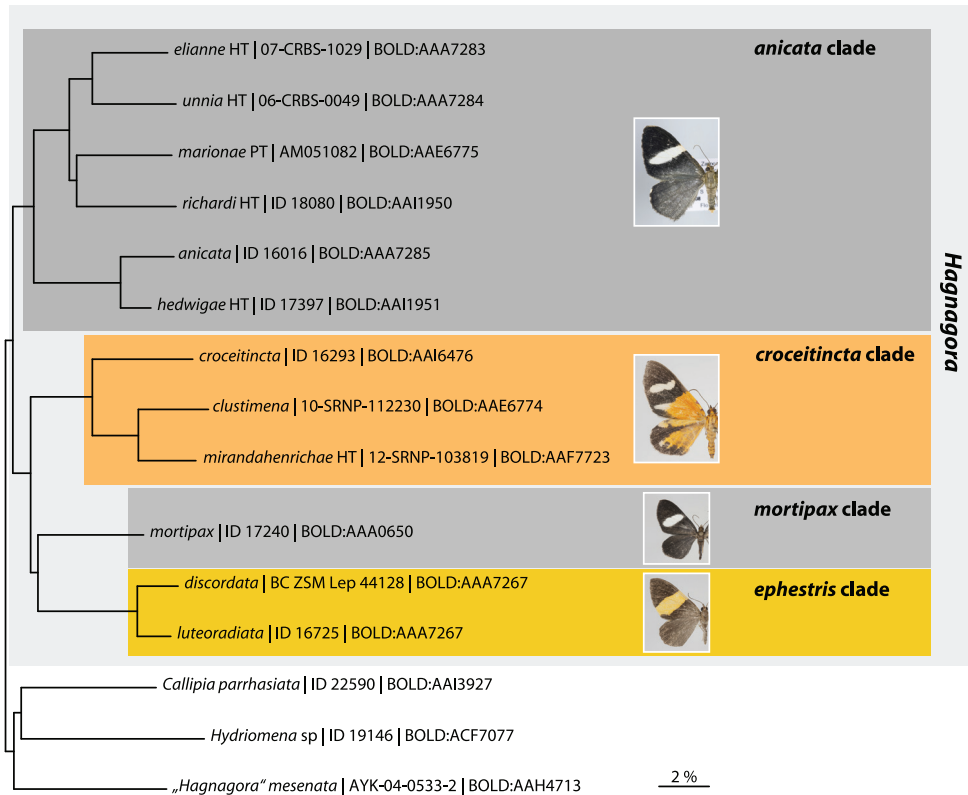 anicata clade
elianne HT | 07-CRBS-1029 | BOLD:AAA7283
unnia HT | 06-CRBS-0049 | BOLD:AAA7284
marionae PT | AM051082 | BOLD:AAE6775
richardi HT | ID 18080 | BOLD:AAI1950
anicata | ID 16016 | BOLD:AAA7285
hedwigae HT | ID 17397 | BOLD:AAI1951
Hagnagora
croceitincta clade
croceitincta | ID 16293 | BOLD:AAI6476
clustimena | 10-SRNP-112230 | BOLD:AAE6774
mirandahenrichae HT | 12-SRNP-103819 | BOLD:AAF7723
mortipax clade
mortipax | ID 17240 | BOLD:AAA0650
ephestris clade
discordata | BC ZSM Lep 44128 | BOLD:AAA7267
luteoradiata | ID 16725 | BOLD:AAA7267
Callipia parrhasiata | ID 22590 | BOLD:AAI3927
Hydriomena sp | ID 19146 | BOLD:ACF7077
„Hagnagora“ mesenata | AYK-04-0533-2 | BOLD:AAH4713
2 %